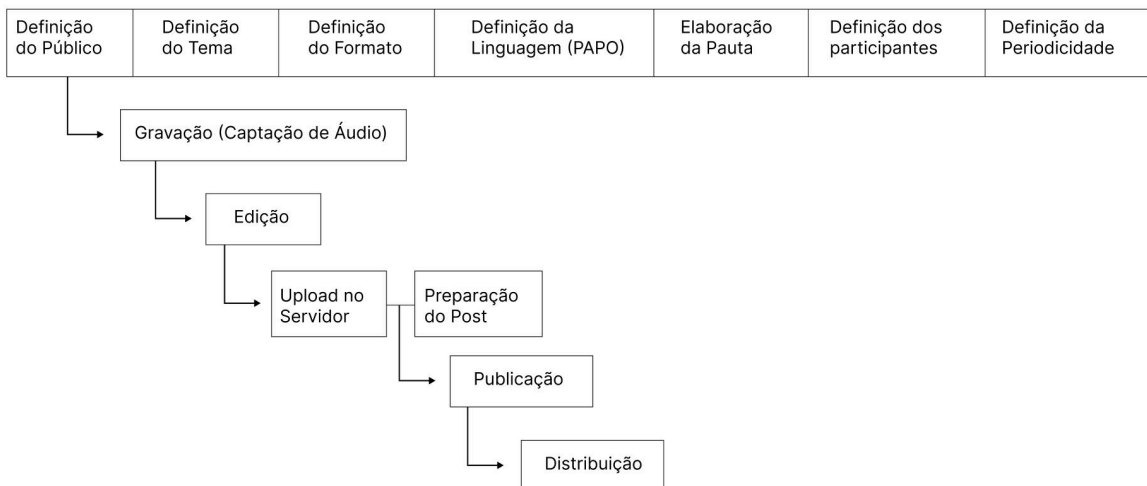 Definição
do Público
Definição
do Tema
Definição
do Formato
Definição da
Linguagem (PAPO)
Elaboração
da Pauta
Definição dos
participantes
Definição da
Periodicidade
Gravação (Captação de Áudio)
Edição
Upload no
Servidor
Preparação
do Post
Publicação
Distribuição